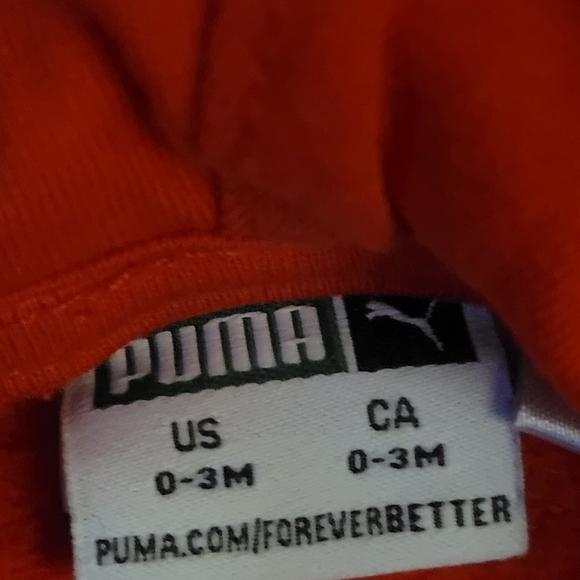 PUMA
US CA
0-3M 0-3M
PUMA.COM/FOREVERBETTER